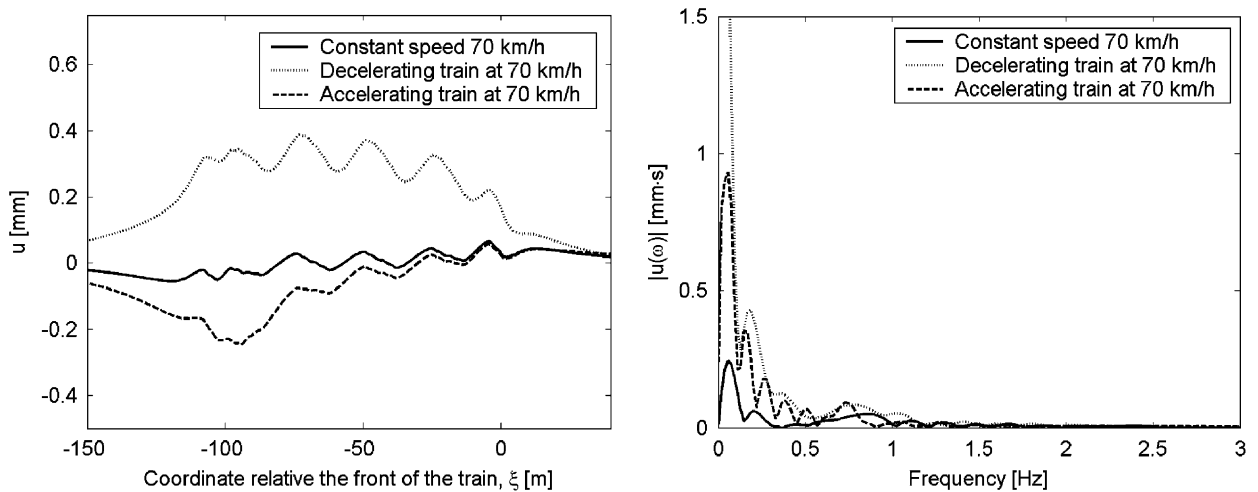 Constant speed 70 km/h
Decelerating train at 70 km/h
Accelerating train at 70 km/h
u [mm]
0.6
0.4
0.2
0
-0.2
-0.4
-150
-100
-50
0
Coordinate relative the front of the train, ξ [m]
Constant speed 70 km/h
Decelerating train at 70 km/h
Accelerating train at 70 km/h
|u(ω)| [mm·s]
1.5
1
0.5
0
0
0.5
1
1.5
2
2.5
3
Frequency [Hz]